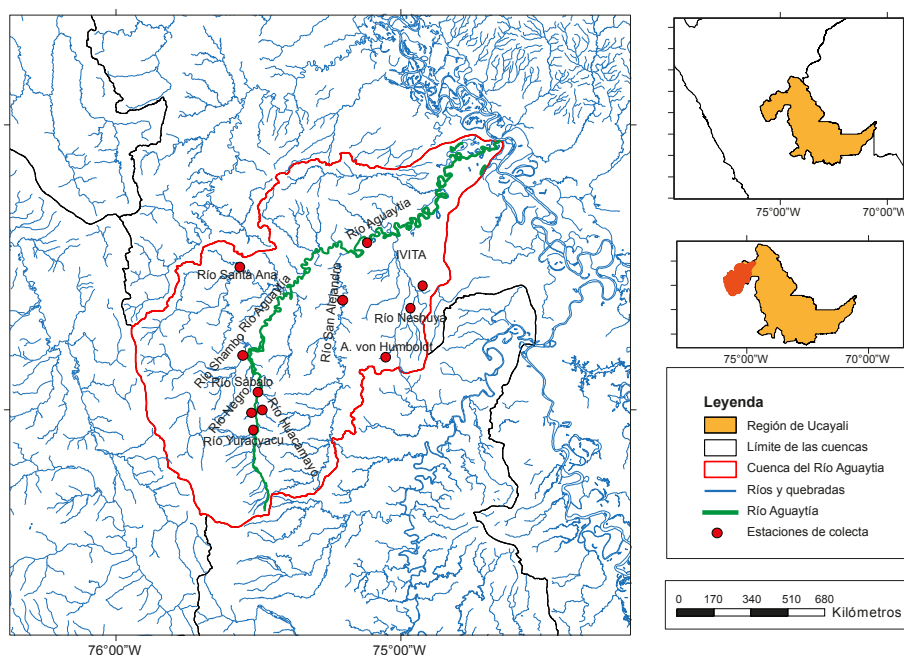 Río Aguaytía
IVITA
Río Santa Ana
Río Aguaytía
Río San Alejandro
Río Neshuya
Río Shambo
A. von Humboldt
Río Sábalo
Río Negro
Río Huacamayo
Río Yuracyacu
76°00"W
75°00"W
75°00"W
70°00"W
75°00"W
70°00"W
Leyenda
Región de Ucayali
Límite de las cuencas
Cuenca del Río Aguaytia
Ríos y quebradas
Río Aguaytía
Estaciones de colecta
0 170 340 510 680
Kilómetros